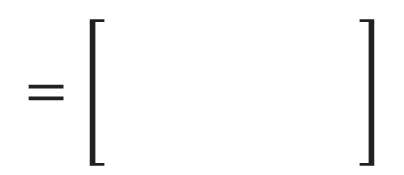 = [ ]